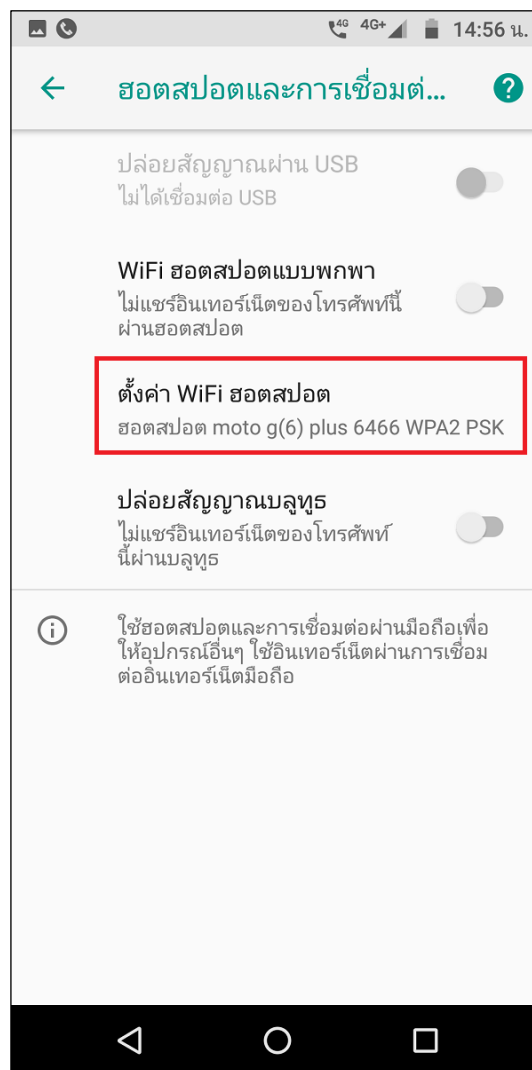 4G 4G+ 14:56 น.
ฮอตสปอตและการเชื่อมต่...
ปล่อยสัญญาณผ่าน USB
ไม่ได้เชื่อมต่อ USB
WiFi ฮอตสปอตแบบพกพา
ไม่แชร์อินเทอร์เน็ตของโทรศัพท์นี้
ผ่านฮอตสปอต
ตั้งค่า WiFi ฮอตสปอต
ฮอตสปอต moto g(6) plus 6466 WPA2 PSK
ปล่อยสัญญาณบลูทูธ
ไม่แชร์อินเทอร์เน็ตของโทรศัพท์
นี้ผ่านบลูทูธ
ใช้ฮอตสปอตและการเชื่อมต่อผ่านมือถือเพื่อ
ให้อุปกรณ์อื่นๆ ใช้อินเทอร์เน็ตผ่านการเชื่อม
ต่ออินเทอร์เน็ตมือถือ